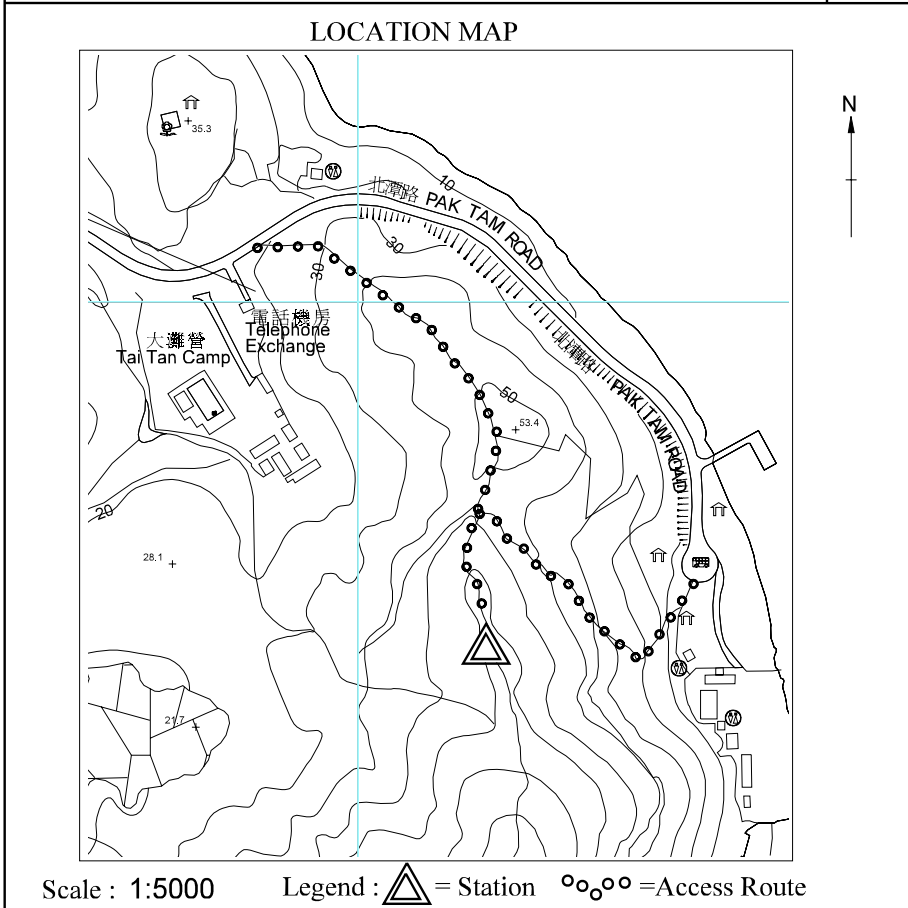 LOCATION MAP
N
35.3
10
北潭路 PAK TAM ROAD
30
30
電話機房
Telephone
Exchange
大灘營
Tai Tan Camp
北潭路
PAK TAM ROAD
50
53.4
20
28.1
21.7
Scale : 1:5000
Legend : = Station =Access Route